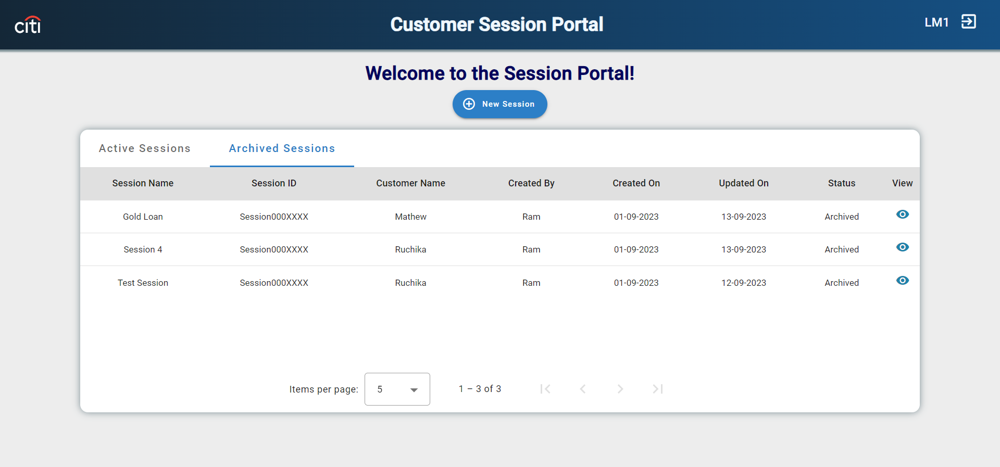 citi
Customer Session Portal
LM1
Welcome to the Session Portal!
New Session
Active Sessions Archived Sessions
Session Name Session ID Customer Name Created By Created On Updated On Status View
Gold Loan Session000XXXX Mathew Ram 01-09-2023 13-09-2023 Archived
Session 4 Session000XXXX Ruchika Ram 01-09-2023 13-09-2023 Archived
Test Session Session000XXXX Ruchika Ram 01-09-2023 12-09-2023 Archived
Items per page: 5 1 – 3 of 3